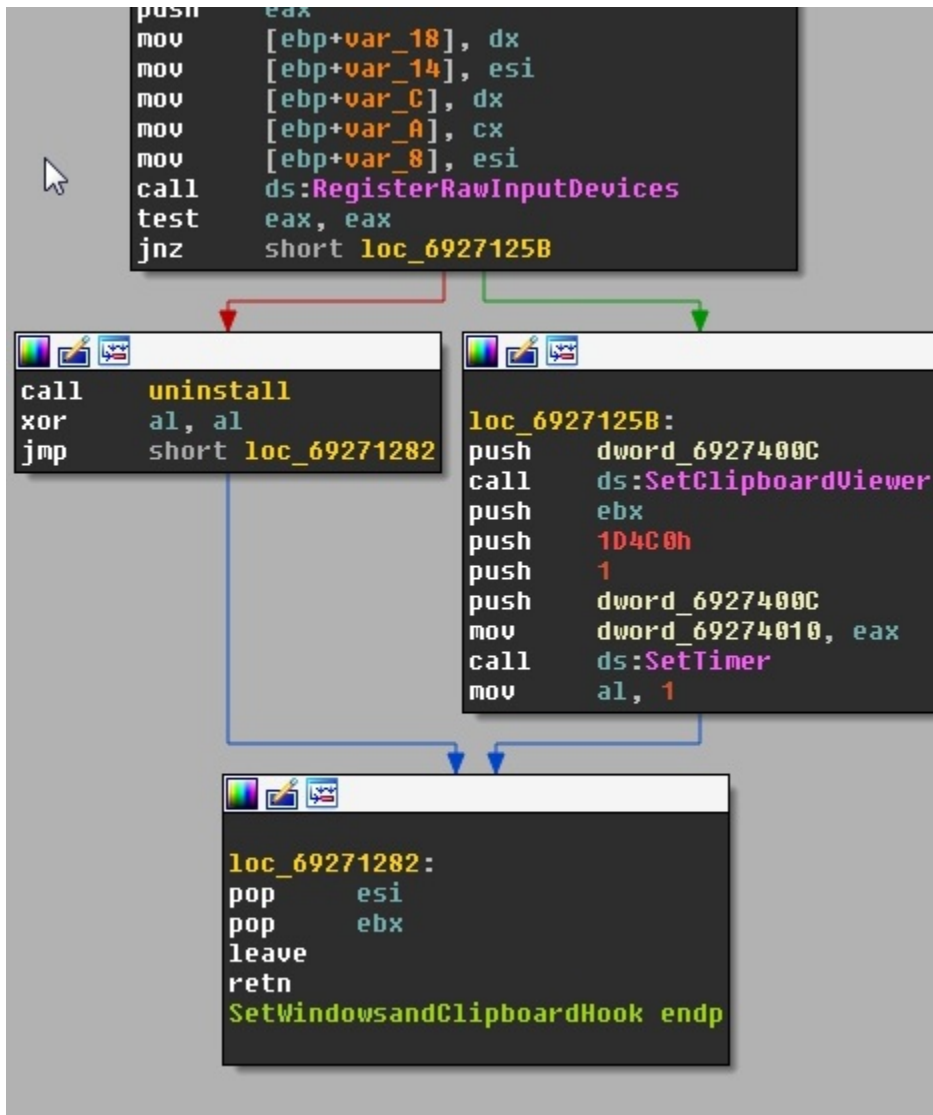 push eax
mov [ebp+var_18], dx
mov [ebp+var_14], esi
mov [ebp+var_C], dx
mov [ebp+var_A], cx
mov [ebp+var_8], esi
call ds:RegisterRawInputDevices
test eax, eax
jnz short loc_6927125B
call uninstall
xor al, al
jmp short loc_69271282
loc_6927125B:
push dword_6927400C
call ds:SetClipboardViewer
push ebx
push 1D4C0h
push 1
push dword_6927400C
mov dword_69274010, eax
call ds:SetTimer
mov al, 1
loc_69271282:
pop esi
pop ebx
leave
retn
SetWindowsandClipboardHook endp